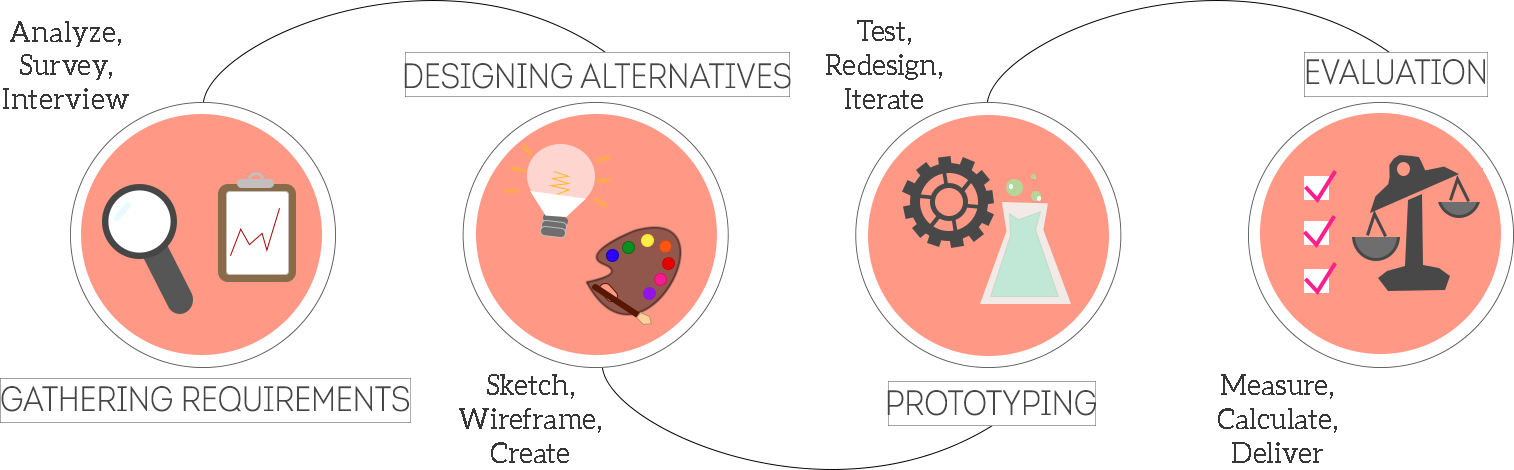 Analyze,
Survey,
Interview
GATHERING REQUIREMENTS
DESIGNING ALTERNATIVES
Sketch,
Wireframe,
Create
Test,
Redesign,
Iterate
PROTOTYPING
EVALUATION
Measure,
Calculate,
Deliver